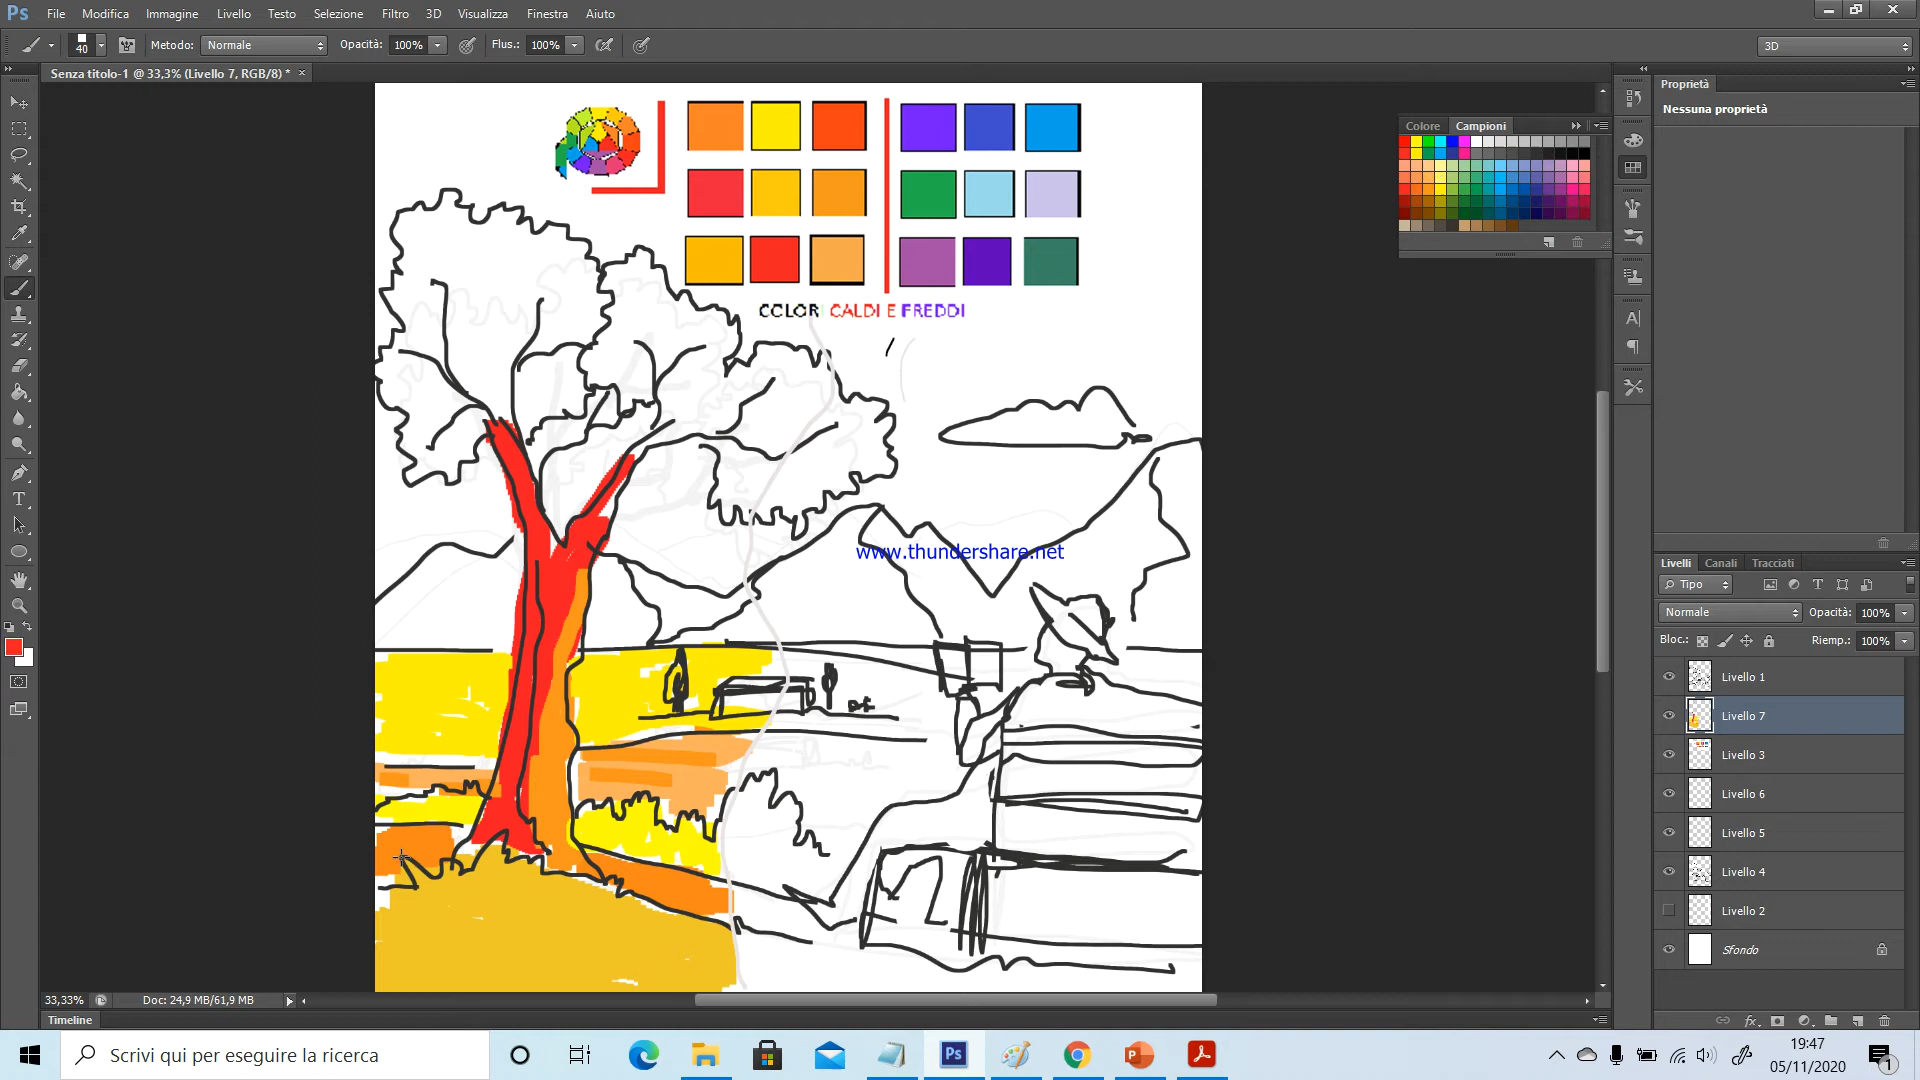 Ps File Modifica Immagine Livello Testo Selezione Filtro 3D Visualizza Finestra Aiuto
40 Metodo: Normale Opacità: 100% Flus.: 100% 3D
Senza titolo-1 @ 33,3% (Livello 7, RGB/8) * ×
Proprietà
Nessuna proprietà
Colore Campioni
COLORI CALDI E FREDDI
www.thundershare.net
Livelli Canali Tracciati
Tipo
Normale Opacità: 100%
Bloc.: Riemp.: 100%
Livello 1
Livello 7
Livello 3
Livello 6
Livello 5
Livello 4
Livello 2
Sfondo
33,33% Doc: 24,9 MB/61,9 MB
Timeline
Scrivi qui per eseguire la ricerca
Ps
19:47
05/11/2020
1